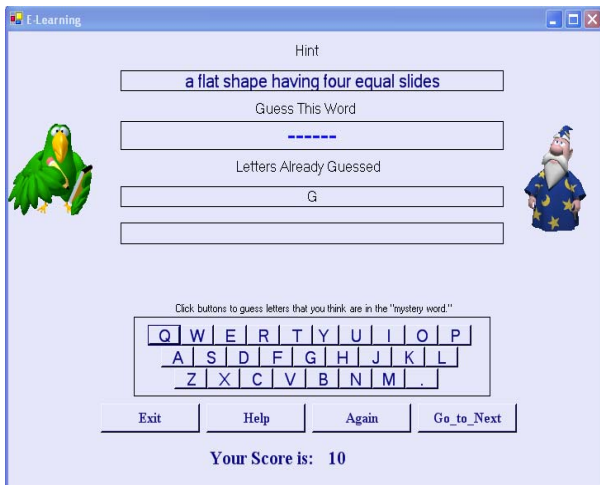 E-Learning
Hint
a flat shape having four equal slides
Guess This Word
------
Letters Already Guessed
G
Click buttons to guess letters that you think are in the "mystery word."
Q W E R T Y U I O P
A S D F G H J K L
Z X C V B N M .
Exit Help Again Go_to_Next
Your Score is: 10